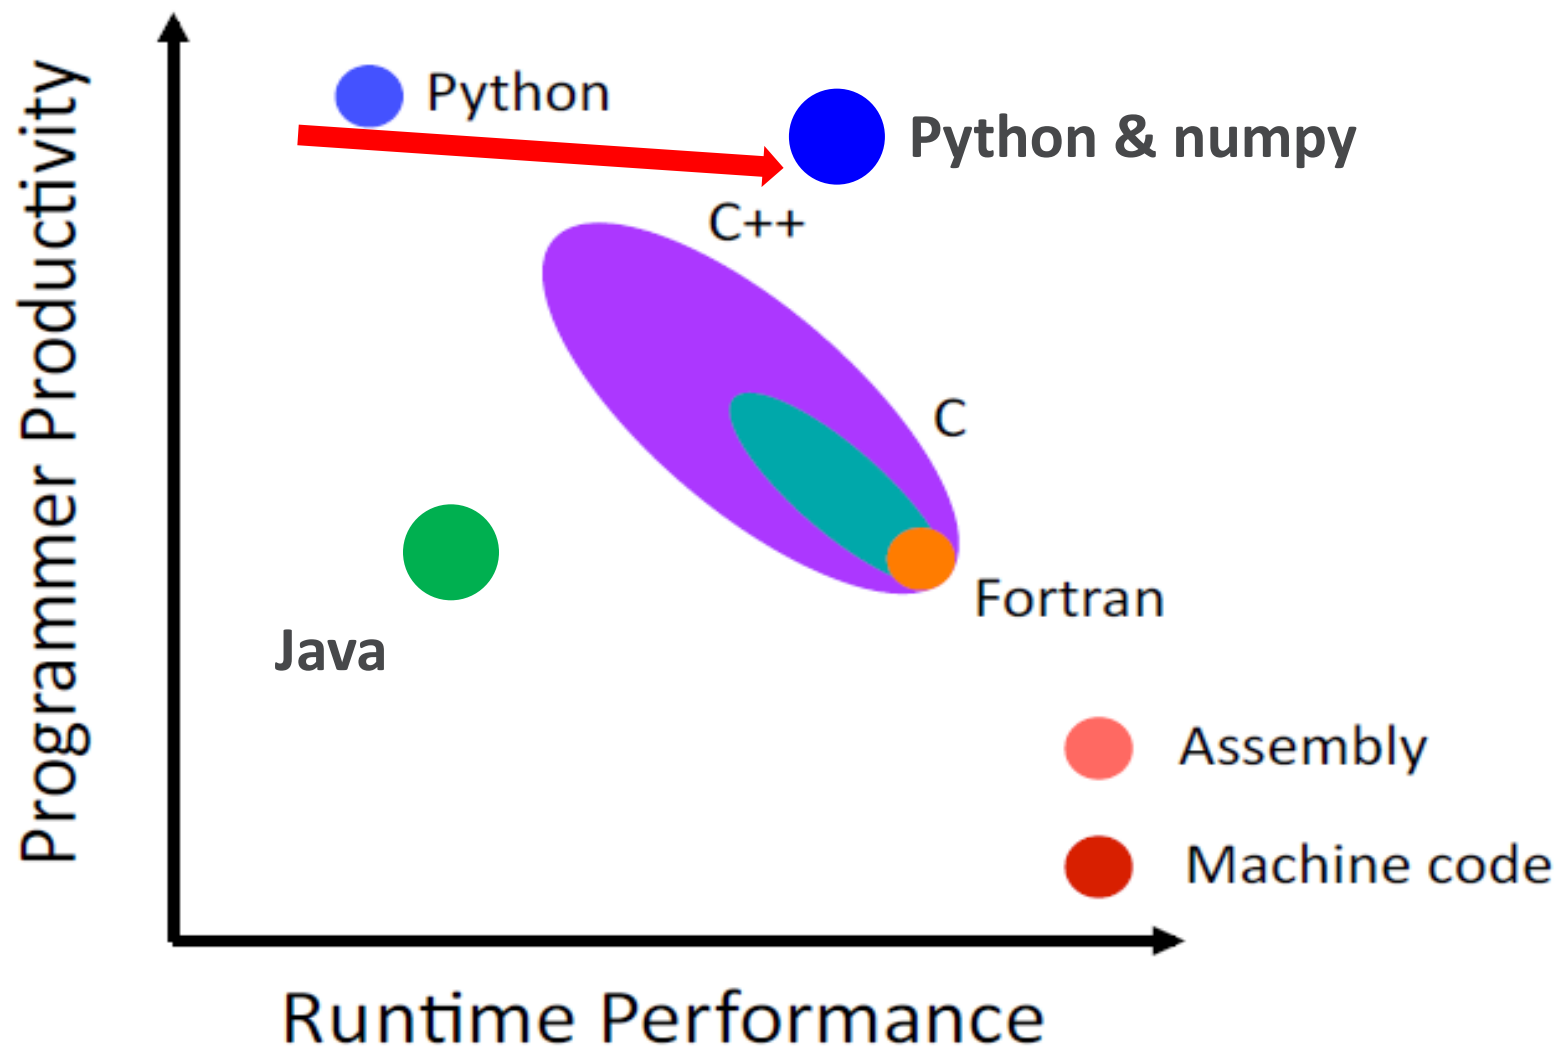 Programmer Productivity
Python
Python & numpy
C++
C
Fortran
Java
Assembly
Machine code
Runtime Performance